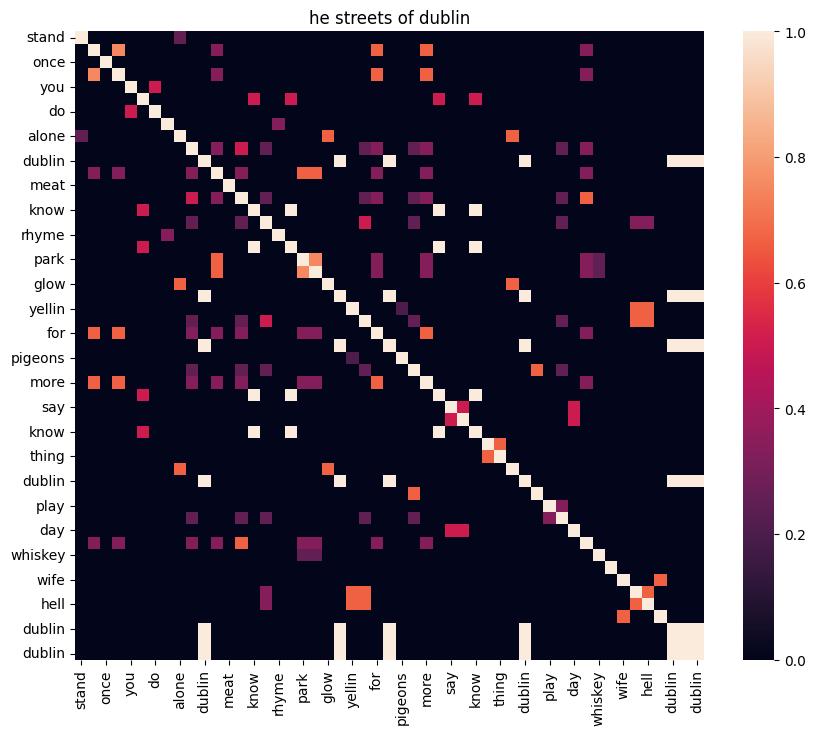 he streets of dublin
stand
once
you
do
alone
dublin
meat
know
rhyme
park
glow
yellin
for
pigeons
more
say
know
thing
dublin
play
day
whiskey
wife
hell
dublin
dublin
1.0
0.8
0.6
0.4
0.2
0.0
stand
once
you
do
alone
dublin
meat
know
rhyme
park
glow
yellin
for
pigeons
more
say
know
thing
dublin
play
day
whiskey
wife
hell
dublin
dublin